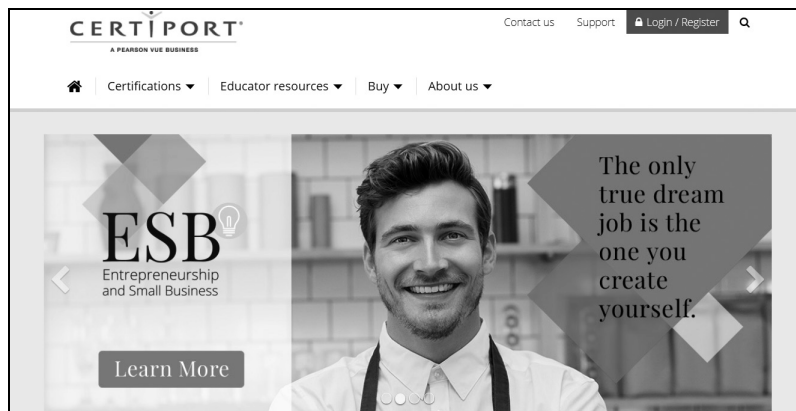 CERTIPORT®
A PEARSON VUE BUSINESS
Contact us Support Login / Register
Certifications Educator resources Buy About us
ESB
Entrepreneurship
and Small Business
Learn More
The only
true dream
job is the
one you
create
yourself.